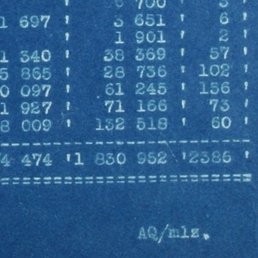 6 700 ' 3 '
1 697 ' 3 651 ' 6 '
' 1 901 ' 2 '
1 340 ' 38 369 ' 57 '
5 865 ' 28 736 ' 102 '
0 097 ' 61 245 ' 156 '
1 927 ' 71 166 ' 73 '
8 009 ' 132 518 ' 60 '
4 474 '1 830 952 '2386 '
AQ/mlz.